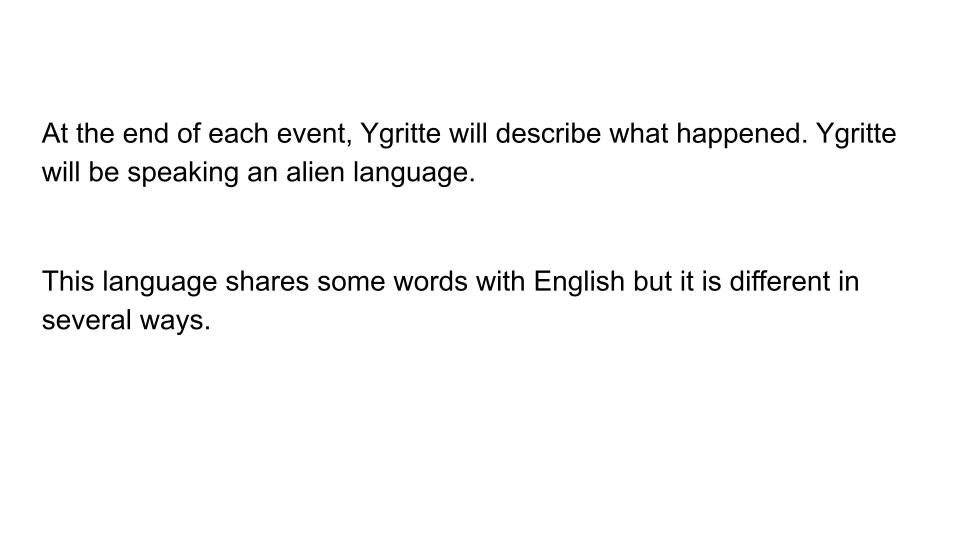 At the end of each event, Ygritte will describe what happened. Ygritte
will be speaking an alien language.
This language shares some words with English but it is different in
several ways.